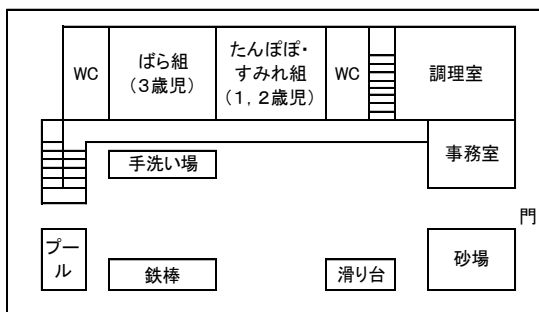 WC
ばら組
(3歳児)
たんぽぽ・
すみれ組
(1,2歳児)
WC
調理室
事務室
手洗い場
門
プー
ル
鉄棒
滑り台
砂場